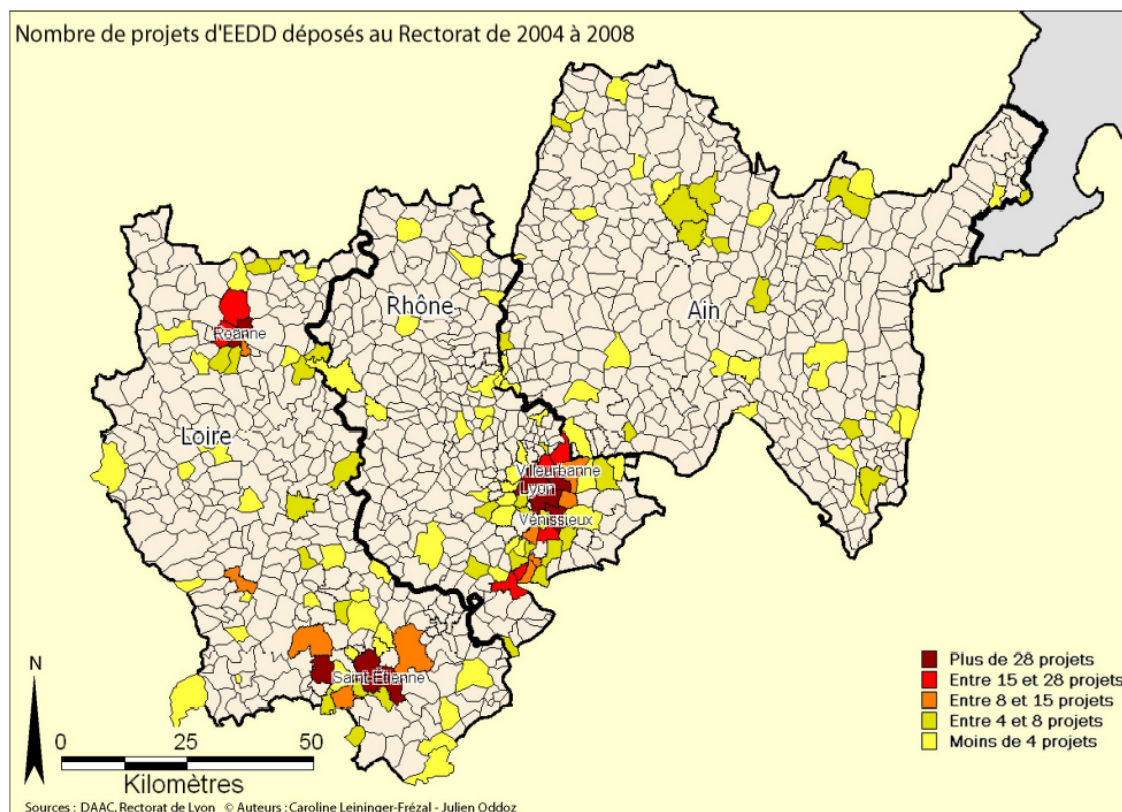 Nombre de projets d'EEDD déposés au Rectorat de 2004 à 2008
Rhône
Ain
Roanne
Loire
Villeurbanne
Lyon
Vénissieux
Saint-Etienne
N
0 25 50
Kilomètres
Plus de 28 projets
Entre 15 et 28 projets
Entre 8 et 15 projets
Entre 4 et 8 projets
Moins de 4 projets
Sources : DAAC, Rectorat de Lyon © Auteurs : Caroline Leininger-Frézal - Julien Oddoz